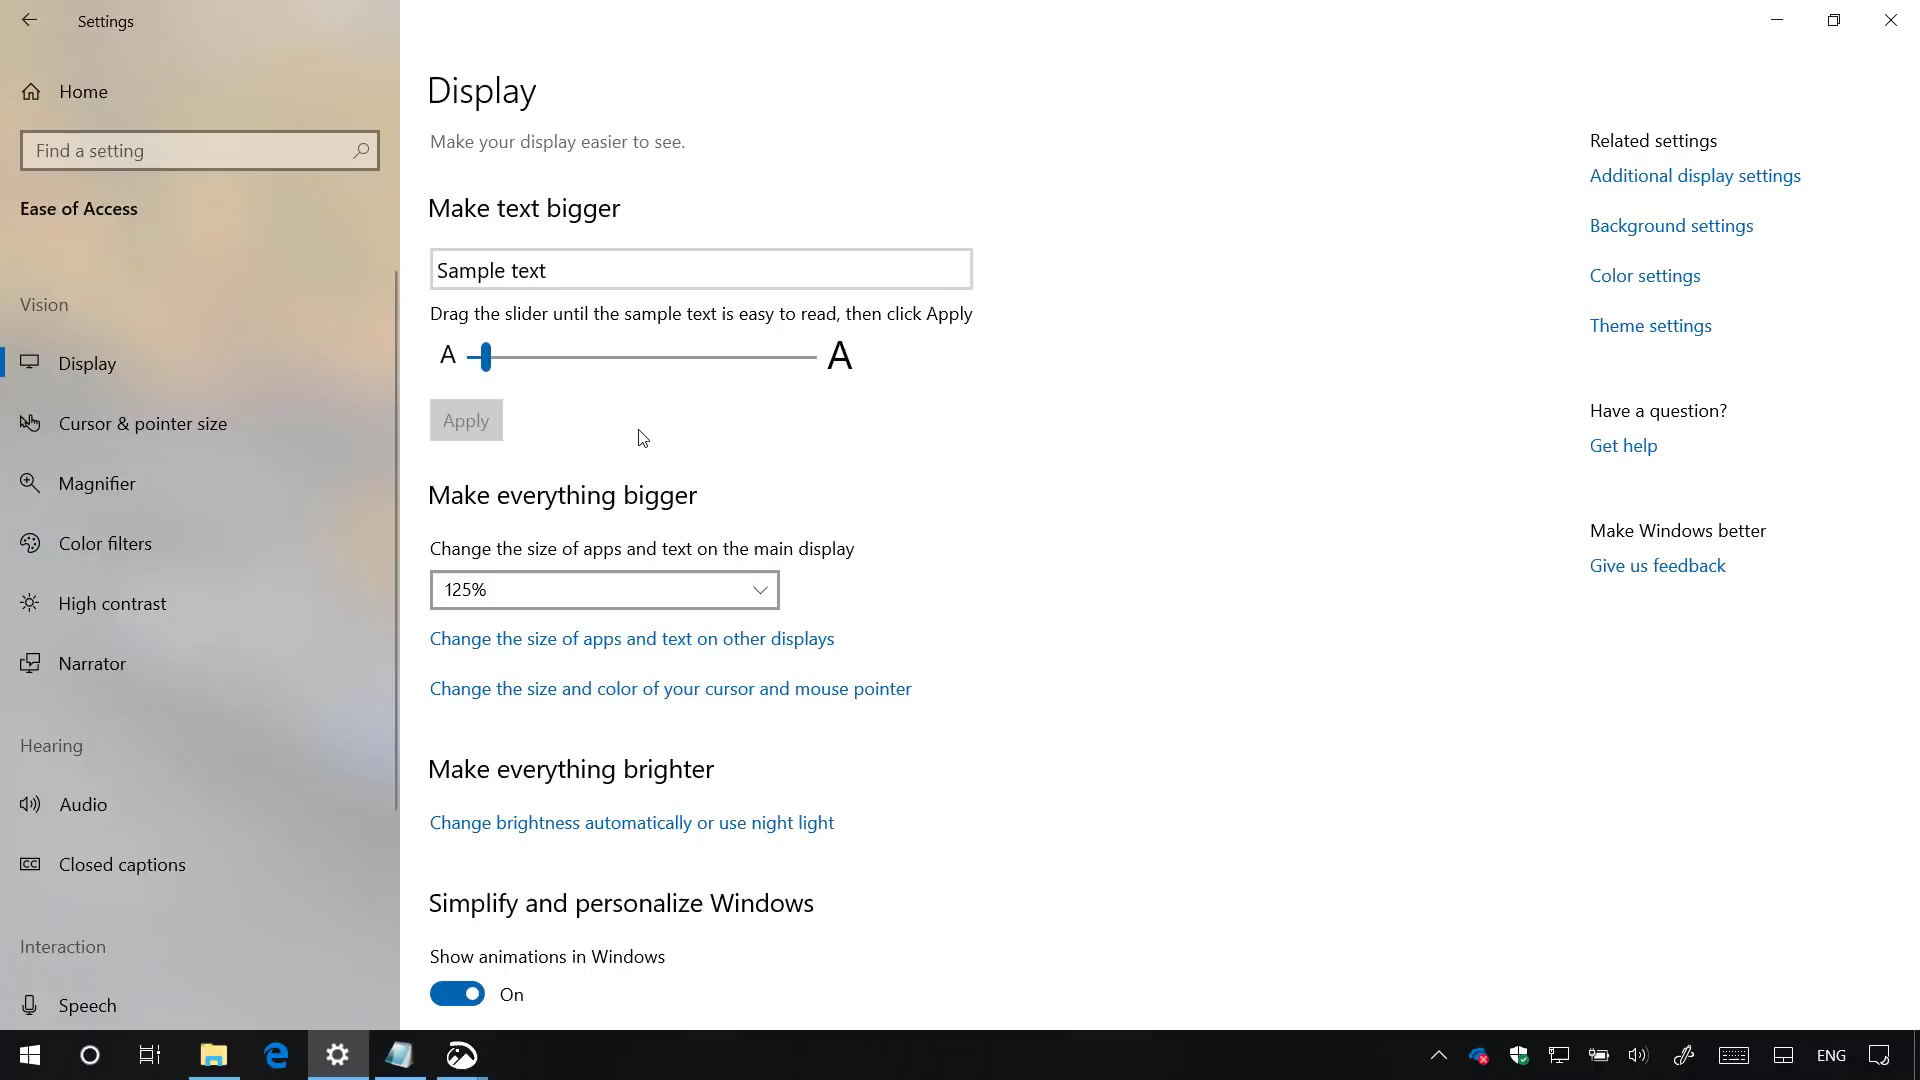 Settings
Home
Find a setting
Ease of Access
Vision
Display
Cursor & pointer size
Magnifier
Color filters
High contrast
Narrator
Hearing
Audio
Closed captions
Interaction
Speech
Display
Make your display easier to see.
Make text bigger
Sample text
Drag the slider until the sample text is easy to read, then click Apply
A A
Apply
Make everything bigger
Change the size of apps and text on the main display
125%
Change the size of apps and text on other displays
Change the size and color of your cursor and mouse pointer
Make everything brighter
Change brightness automatically or use night light
Simplify and personalize Windows
Show animations in Windows
On
Related settings
Additional display settings
Background settings
Color settings
Theme settings
Have a question?
Get help
Make Windows better
Give us feedback
ENG